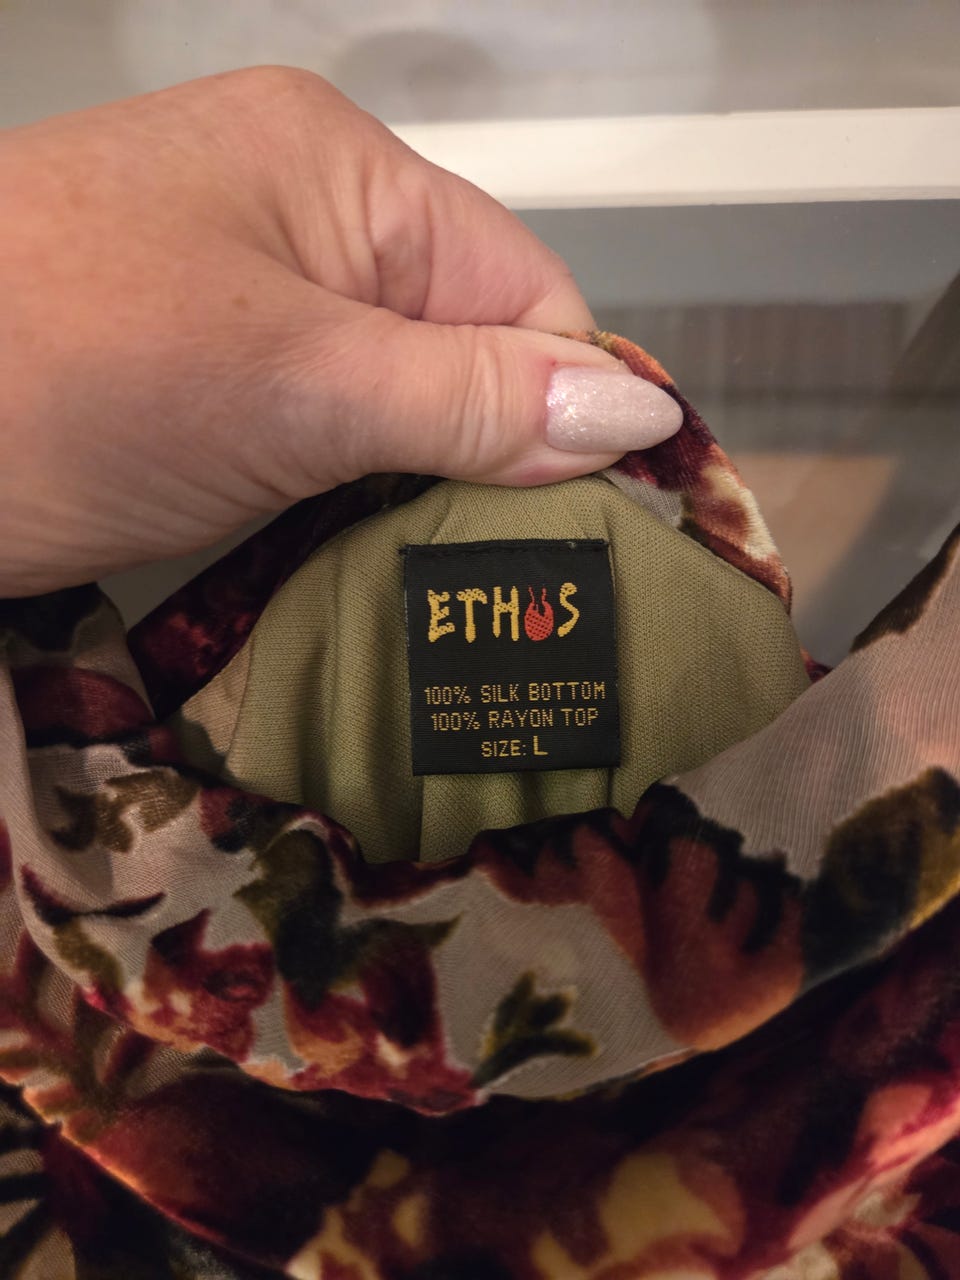 ETHOS
100% SILK BOTTOM
100% RAYON TOP
SIZE: L